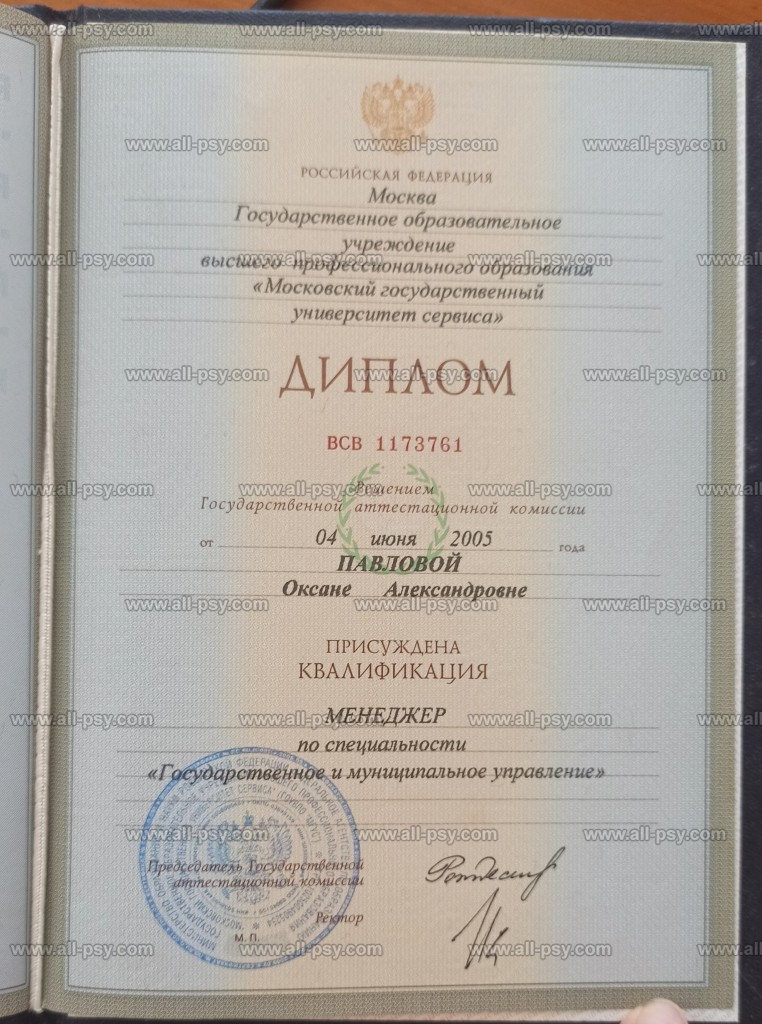 РОССИЙСКАЯ ФЕДЕРАЦИЯ
Москва
Государственное образовательное
учреждение
высшего профессионального образования
«Московский государственный
университет сервиса»
ДИПЛОМ
ВСВ 1173761
Решением
Государственной аттестационной комиссии
от 04 июня 2005 года
ПАВЛОВОЙ
Оксане Александровне
ПРИСУЖДЕНА
КВАЛИФИКАЦИЯ
МЕНЕДЖЕР
по специальности
«Государственное и муниципальное управление»
Председатель Государственной
аттестационной комиссии
Ректор
М.П.
www.all-psy.com